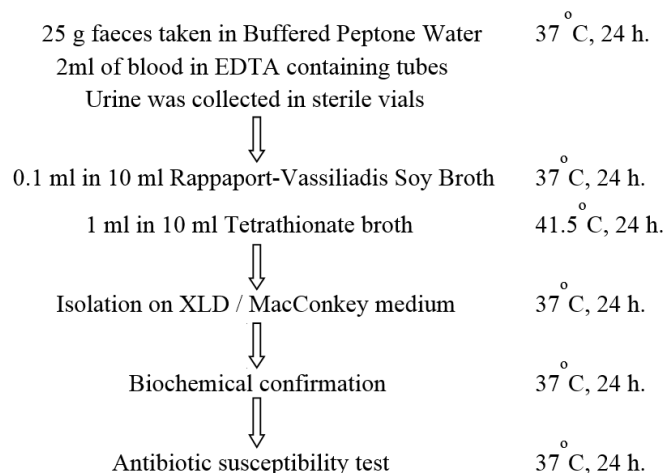 25 g faeces taken in Buffered Peptone Water 37°C, 24 h.
2ml of blood in EDTA containing tubes
Urine was collected in sterile vials
0.1 ml in 10 ml Rappaport-Vassiliadis Soy Broth 37°C, 24 h.
1 ml in 10 ml Tetrathionate broth 41.5°C, 24 h.
Isolation on XLD / MacConkey medium 37°C, 24 h.
Biochemical confirmation 37°C, 24 h.
Antibiotic susceptibility test 37°C, 24 h.